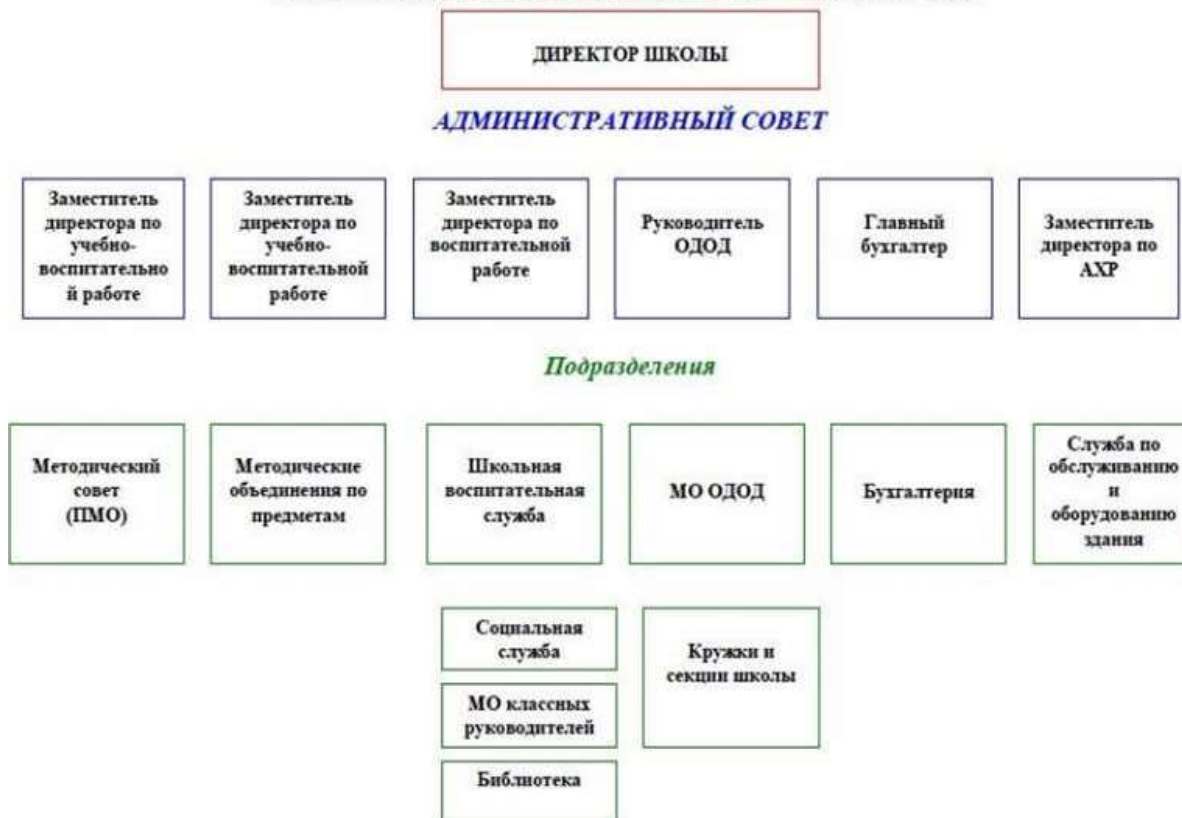 ДИРЕКТОР ШКОЛЫ
АДМИНИСТРАТИВНЫЙ СОВЕТ
Заместитель
директора по
учебно-
воспитательно
й работе
Заместитель
директора по
учебно-
воспитательной
работе
Заместитель
директора по
воспитательной
работе
Руководитель
ОДОД
Главный
бухгалтер
Заместитель
директора по
АХР
Подразделения
Методический
совет
(ПМО)
Методические
объединения по
предметам
Школьная
воспитательная
служба
МО ОДОД
Бухгалтерия
Служба по
обслуживанию
и
оборудованию
здания
Социальная
служба
МО классных
руководителей
Библиотека
Кружки и
секции школы